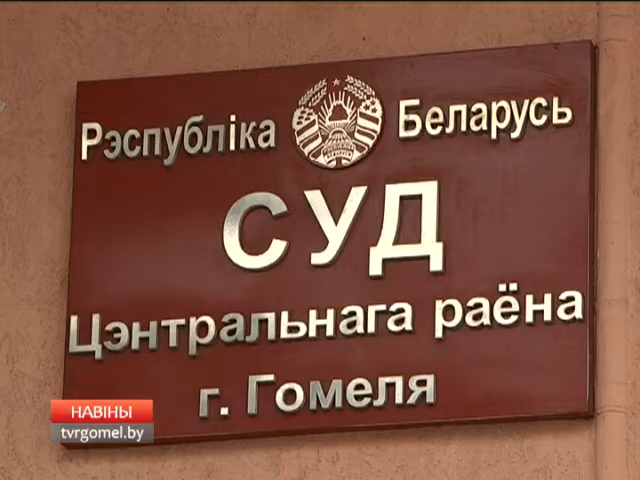 Рэспубліка Беларусь
СУД
Цэнтральнага раёна
г. Гомеля
НАВІНЫ
tvrgomel.by